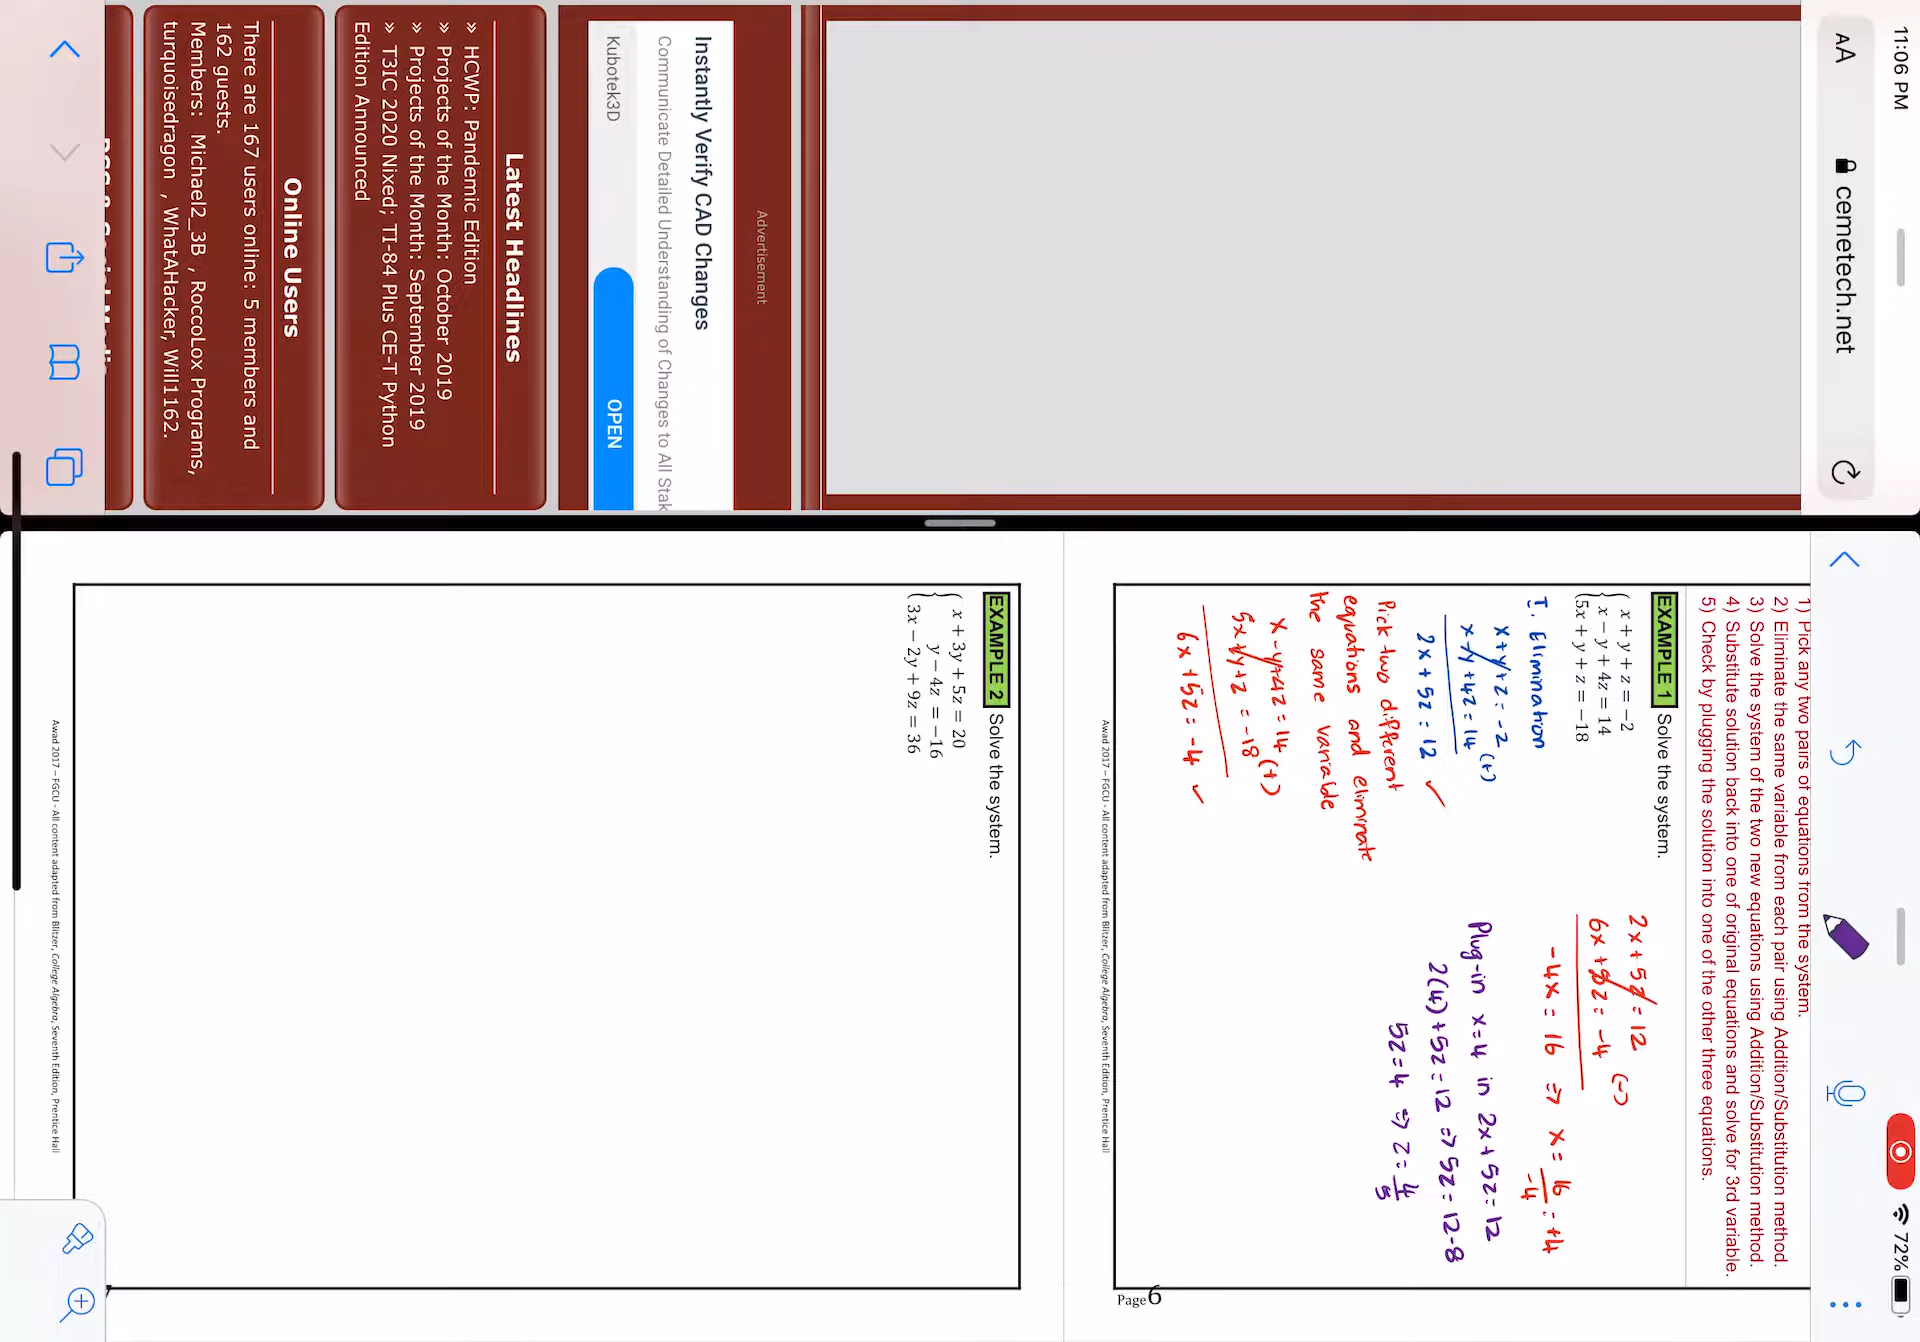 11:06 PM
72%
AA
cemetech.net
Advertisement
Instantly Verify CAD Changes
Communicate Detailed Understanding of Changes to All Stak
Kubotek3D
OPEN
Latest Headlines
» HCWP: Pandemic Edition
» Projects of the Month: October 2019
» Projects of the Month: September 2019
» T3IC 2020 Nixed; TI-84 Plus CE-T Python
Edition Announced
Online Users
There are 167 users online: 5 members and
162 guests.
Members: Michael2_3B , RoccoLox Programs,
turquoisedragon , WhatAHacker, Will1162.
1) Pick any two pairs of equations from the system.
2) Eliminate the same variable from each pair using Addition/Substitution method.
3) Solve the system of the two new equations using Addition/Substitution method.
4) Substitute solution back into one of original equations and solve for 3rd variable.
5) Check by plugging the solution into one of the other three equations.
EXAMPLE 1 Solve the system.
x + y + z = −2
x − y + 4z = 14
5x + y + z = −18
I. Elimination
x+y+z = -2
x-y+4z = 14 (+)
2x+5z = 12 ✓
Pick two different
equations and eliminate
the same variable
x-y+4z = 14
5x+y+z = -18 (+)
6x+5z = -4 ✓
2x+5z = 12
6x+5z = -4 (-)
-4x = 16 => x = 16/-4 = +4
Plug-in x=4 in 2x+5z=12
2(4)+5z=12 => 5z=12-8
5z=4 => z=4/5
Awad 2017 – FGCU - All content adapted from Blitzer, College Algebra, Seventh Edition, Prentice Hall
Page 6
EXAMPLE 2 Solve the system.
x + 3y + 5z = 20
y − 4z = −16
3x − 2y + 9z = 36
Awad 2017 – FGCU - All content adapted from Blitzer, College Algebra, Seventh Edition, Prentice Hall